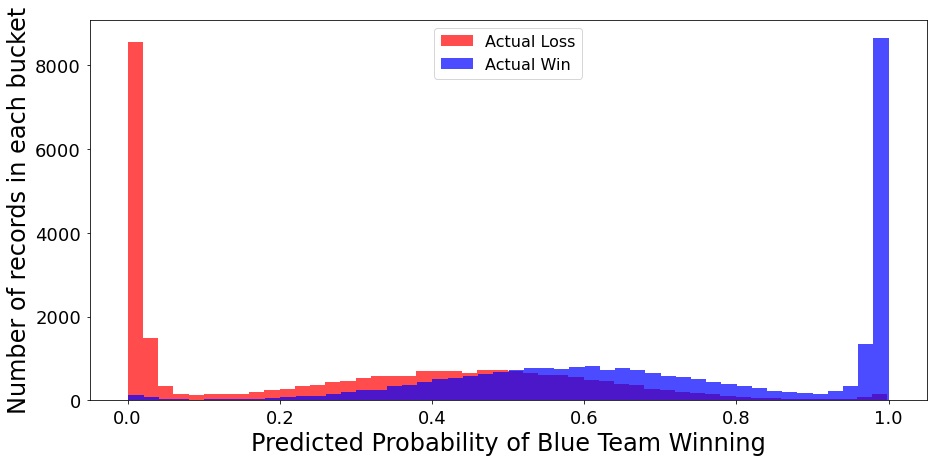 Number of records in each bucket
8000
6000
4000
2000
0
Actual Loss
Actual Win
0.0 0.2 0.4 0.6 0.8 1.0
Predicted Probability of Blue Team Winning